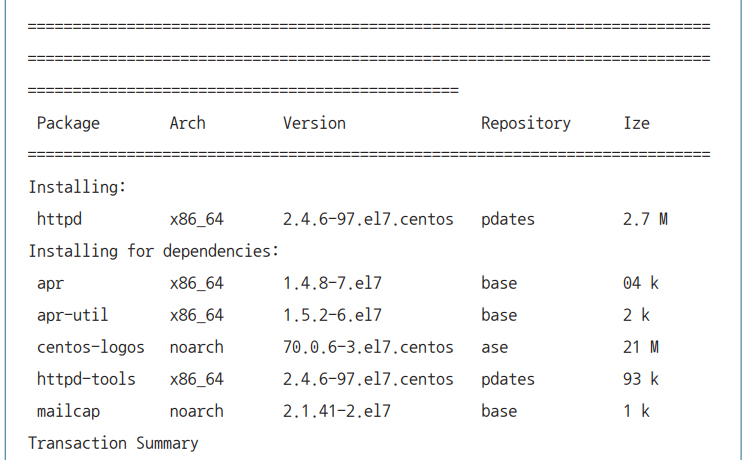 ============================================================================
============================================================================
================================================
Package Arch Version Repository Ize
============================================================================
Installing:
httpd x86_64 2.4.6-97.el7.centos pdates 2.7 M
Installing for dependencies:
apr x86_64 1.4.8-7.el7 base 04 k
apr-util x86_64 1.5.2-6.el7 base 2 k
centos-logos noarch 70.0.6-3.el7.centos ase 21 M
httpd-tools x86_64 2.4.6-97.el7.centos pdates 93 k
mailcap noarch 2.1.41-2.el7 base 1 k
Transaction Summary